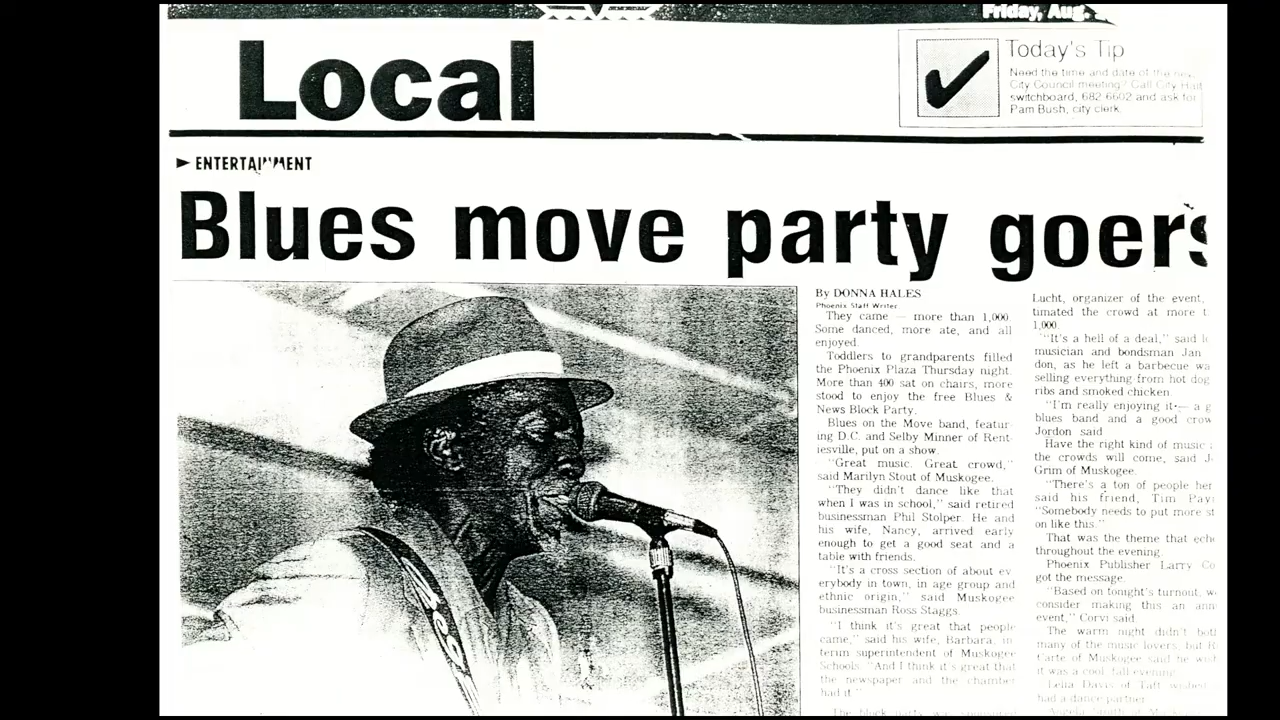 Friday, Aug.
Local
Today's Tip
Need the time and date of the
City Council meeting? Call City Hall
switchboard, 682-6602 and ask for
Pam Bush, city clerk.
► ENTERTAINMENT
Blues move party goers
By DONNA HALES
Phoenix Staff Writer
They came — more than 1,000.
Some danced, more ate, and all
enjoyed.
Toddlers to grandparents filled
the Phoenix Plaza Thursday night.
More than 400 sat on chairs, more
stood to enjoy the free Blues &
News Block Party.
Blues on the Move band, featur-
ing D.C. and Selby Minner of Rent-
iesville, put on a show.
"Great music. Great crowd,"
said Marilyn Stout of Muskogee.
"They didn't dance like that
when I was in school," said retired
businessman Phil Stolper. He and
his wife, Nancy, arrived early
enough to get a good seat and a
table with friends.
"It's a cross section of about ev
erybody in town, in age group and
ethnic origin," said Muskogee
businessman Ross Staggs.
"I think it's great that people
came," said his wife, Barbara, in
terim superintendent of Muskogee
Schools. "And I think it's great that
the newspaper and the chamber
had it."
The block party was sponsored
Lucht, organizer of the event,
timated the crowd at more
1,000.
"It's a hell of a deal," said
musician and bondsman Jan
don, as he left a barbecue
selling everything from hot dog
ribs and smoked chicken.
"I'm really enjoying it — a
blues band and a good
Jordon said.
Have the right kind of music
the crowds will come, said
Grim of Muskogee.
"There's a ton of people
said his friend, Tim
"Somebody needs to put more
on like this."
That was the theme that
throughout the evening.
Phoenix Publisher Larry
got the message.
"Based on tonight's turnout,
consider making this an
event," Corvi said.
The warm night didn't
many of the music lovers, but
Carte of Muskogee said he
it was a cool fall evening.
Lelia Davis of Taft wished
had a dance partner.